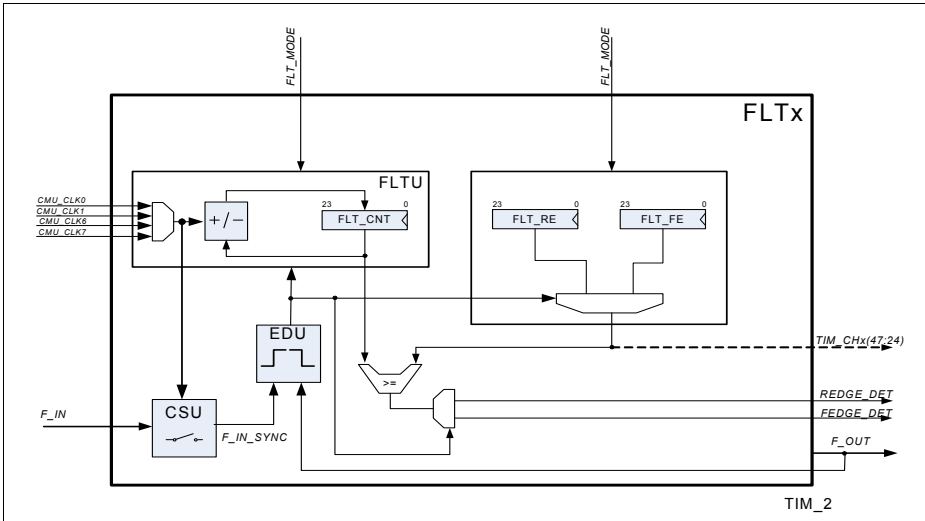 FLT_MODE
FLT_MODE
FLTx
FLTU
CMU_CLK0
CMU_CLK1
CMU_CLK6
CMU_CLK7
+/−
23 0
FLT_CNT
23 0
FLT_RE
23 0
FLT_FE
EDU
TIM_CHx(47:24)
>=
REDGE_DET
FEDGE_DET
F_IN
CSU
F_IN_SYNC
F_OUT
TIM_2